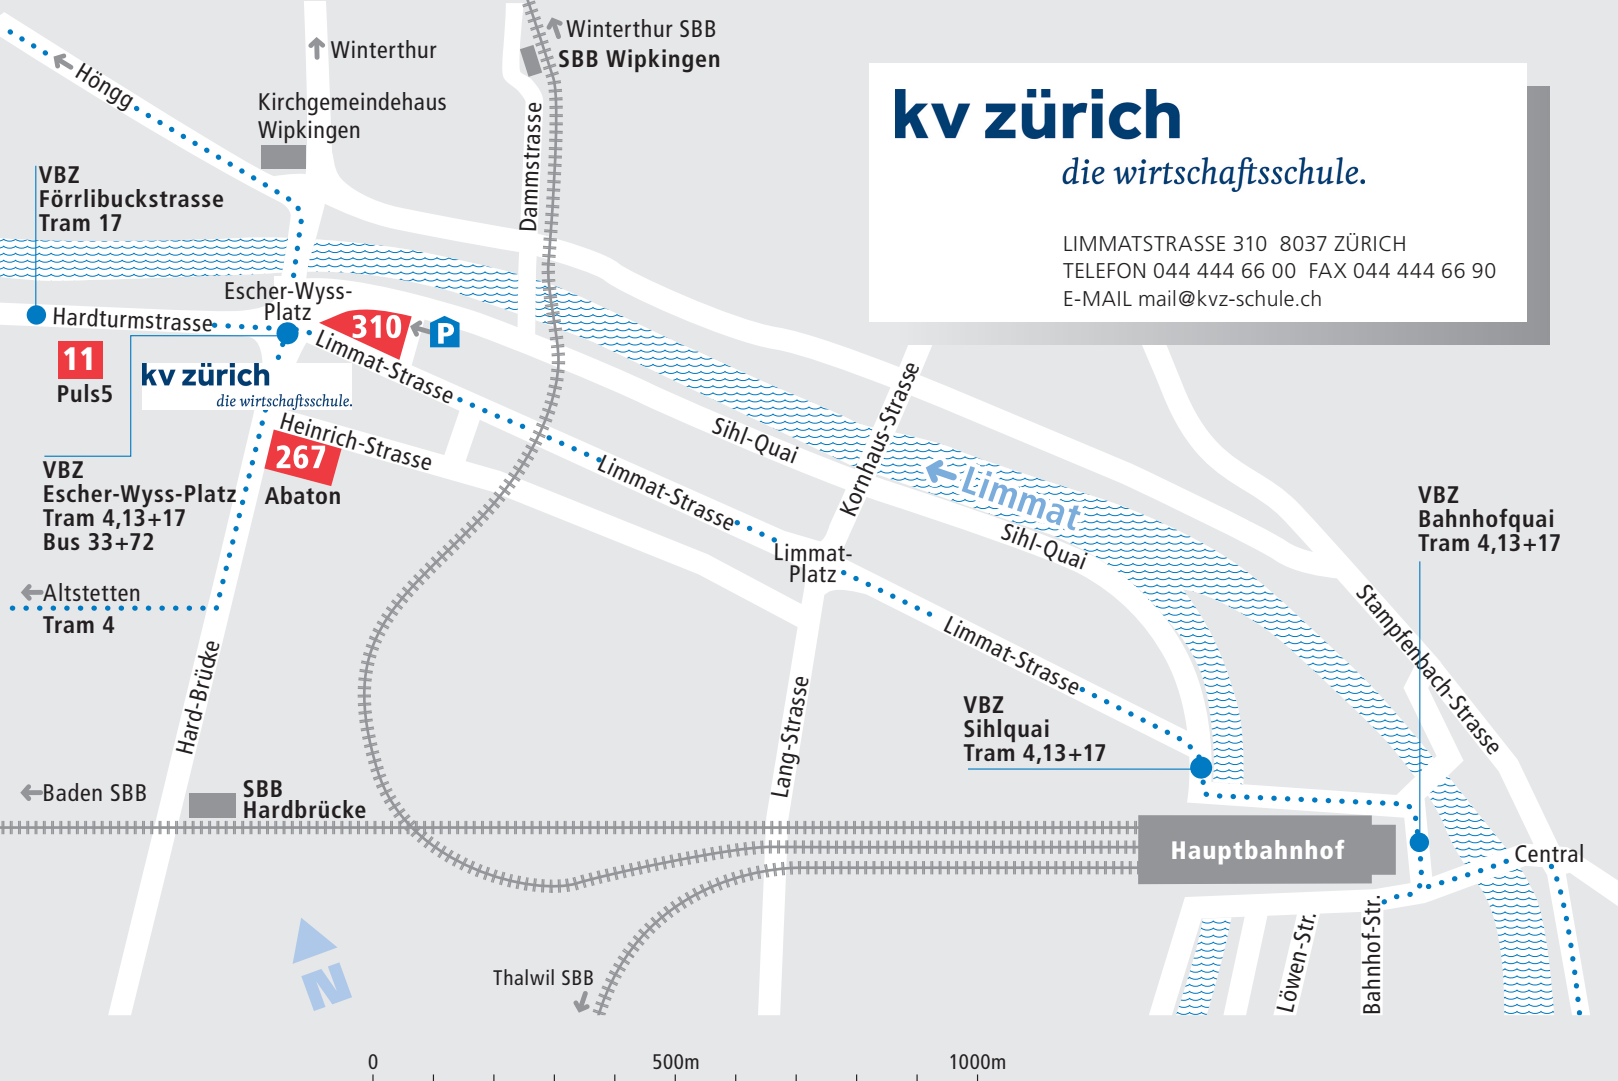 Winterthur SBB
SBB Wipkingen
Winterthur
Höngg
Kirchgemeindehaus
Wipkingen
Dammstrasse
kv zürich
die wirtschaftsschule.
LIMMATSTRASSE 310  8037 ZÜRICH
TELEFON 044 444 66 00  FAX 044 444 66 90
E-MAIL mail@kvz-schule.ch
VBZ
Förrlibuckstrasse
Tram 17
Escher-Wyss-
Platz
Hardturmstrasse
310
P
Limmat-Strasse
11
Puls5
kv zürich
die wirtschaftsschule.
Heinrich-Strasse
267
Abaton
VBZ
Escher-Wyss-Platz
Tram 4,13+17
Bus 33+72
Altstetten
Tram 4
Sihl-Quai
Kornhaus-Strasse
Limmat
Limmat-Strasse
Sihl-Quai
Limmat-
Platz
VBZ
Bahnhofquai
Tram 4,13+17
Stampfenbach-Strasse
Limmat-Strasse
Hard-Brücke
Lang-Strasse
VBZ
Sihlquai
Tram 4,13+17
Baden SBB
SBB
Hardbrücke
Hauptbahnhof
Central
Löwen-Str.
Bahnhof-Str.
Thalwil SBB
N
0
500m
1000m